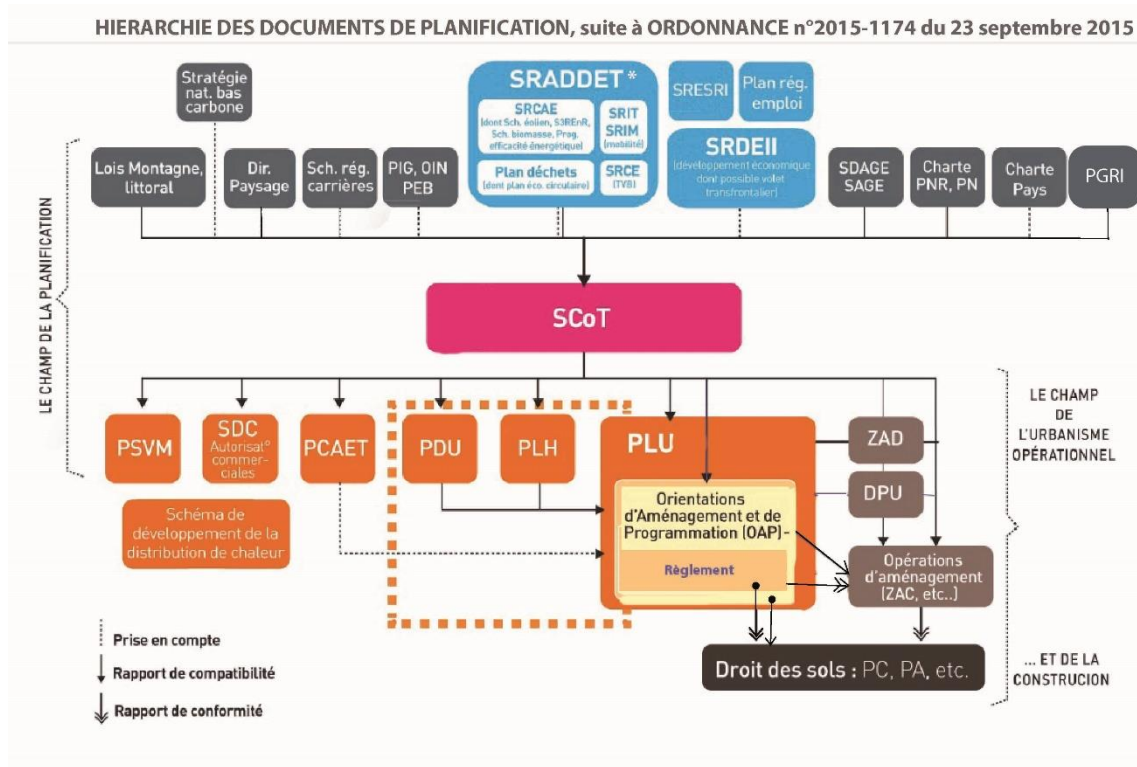 HIERARCHIE DES DOCUMENTS DE PLANIFICATION, suite à ORDONNANCE n°2015-1174 du 23 septembre 2015
Stratégie
nat. bas
carbone
SRADDET *
SRCAE
(dont Sch. éolien, S3REnR,
Sch. biomasse, Prog.
efficacité énergétique)
SRIT
SRIM
(mobilité)
Plan déchets
(dont plan éco. circulaire)
SRCE
(TVB)
SRESRI
Plan rég.
emploi
SRDEII
(développement économique
dont possible volet
transfrontalier)
Lois Montagne,
littoral
Dir.
Paysage
Sch. rég.
carrières
PIG, OIN
PEB
SDAGE
SAGE
Charte
PNR, PN
Charte
Pays
PGRI
LE CHAMP DE LA PLANIFICATION
SCoT
PSVM
SDC
Autorisat°
commer-
ciales
PCAET
PDU
PLH
PLU
ZAD
DPU
LE CHAMP DE
L'URBANISME
OPÉRATIONNEL
Schéma de
développement de la
distribution de chaleur
Orientations
d'Aménagement et de
Programmation (OAP)-
Règlement
Opérations
d'aménagement
(ZAC, etc..)
Prise en compte
Rapport de compatibilité
Rapport de conformité
Droit des sols : PC, PA, etc.
... ET DE LA
CONSTRUCION